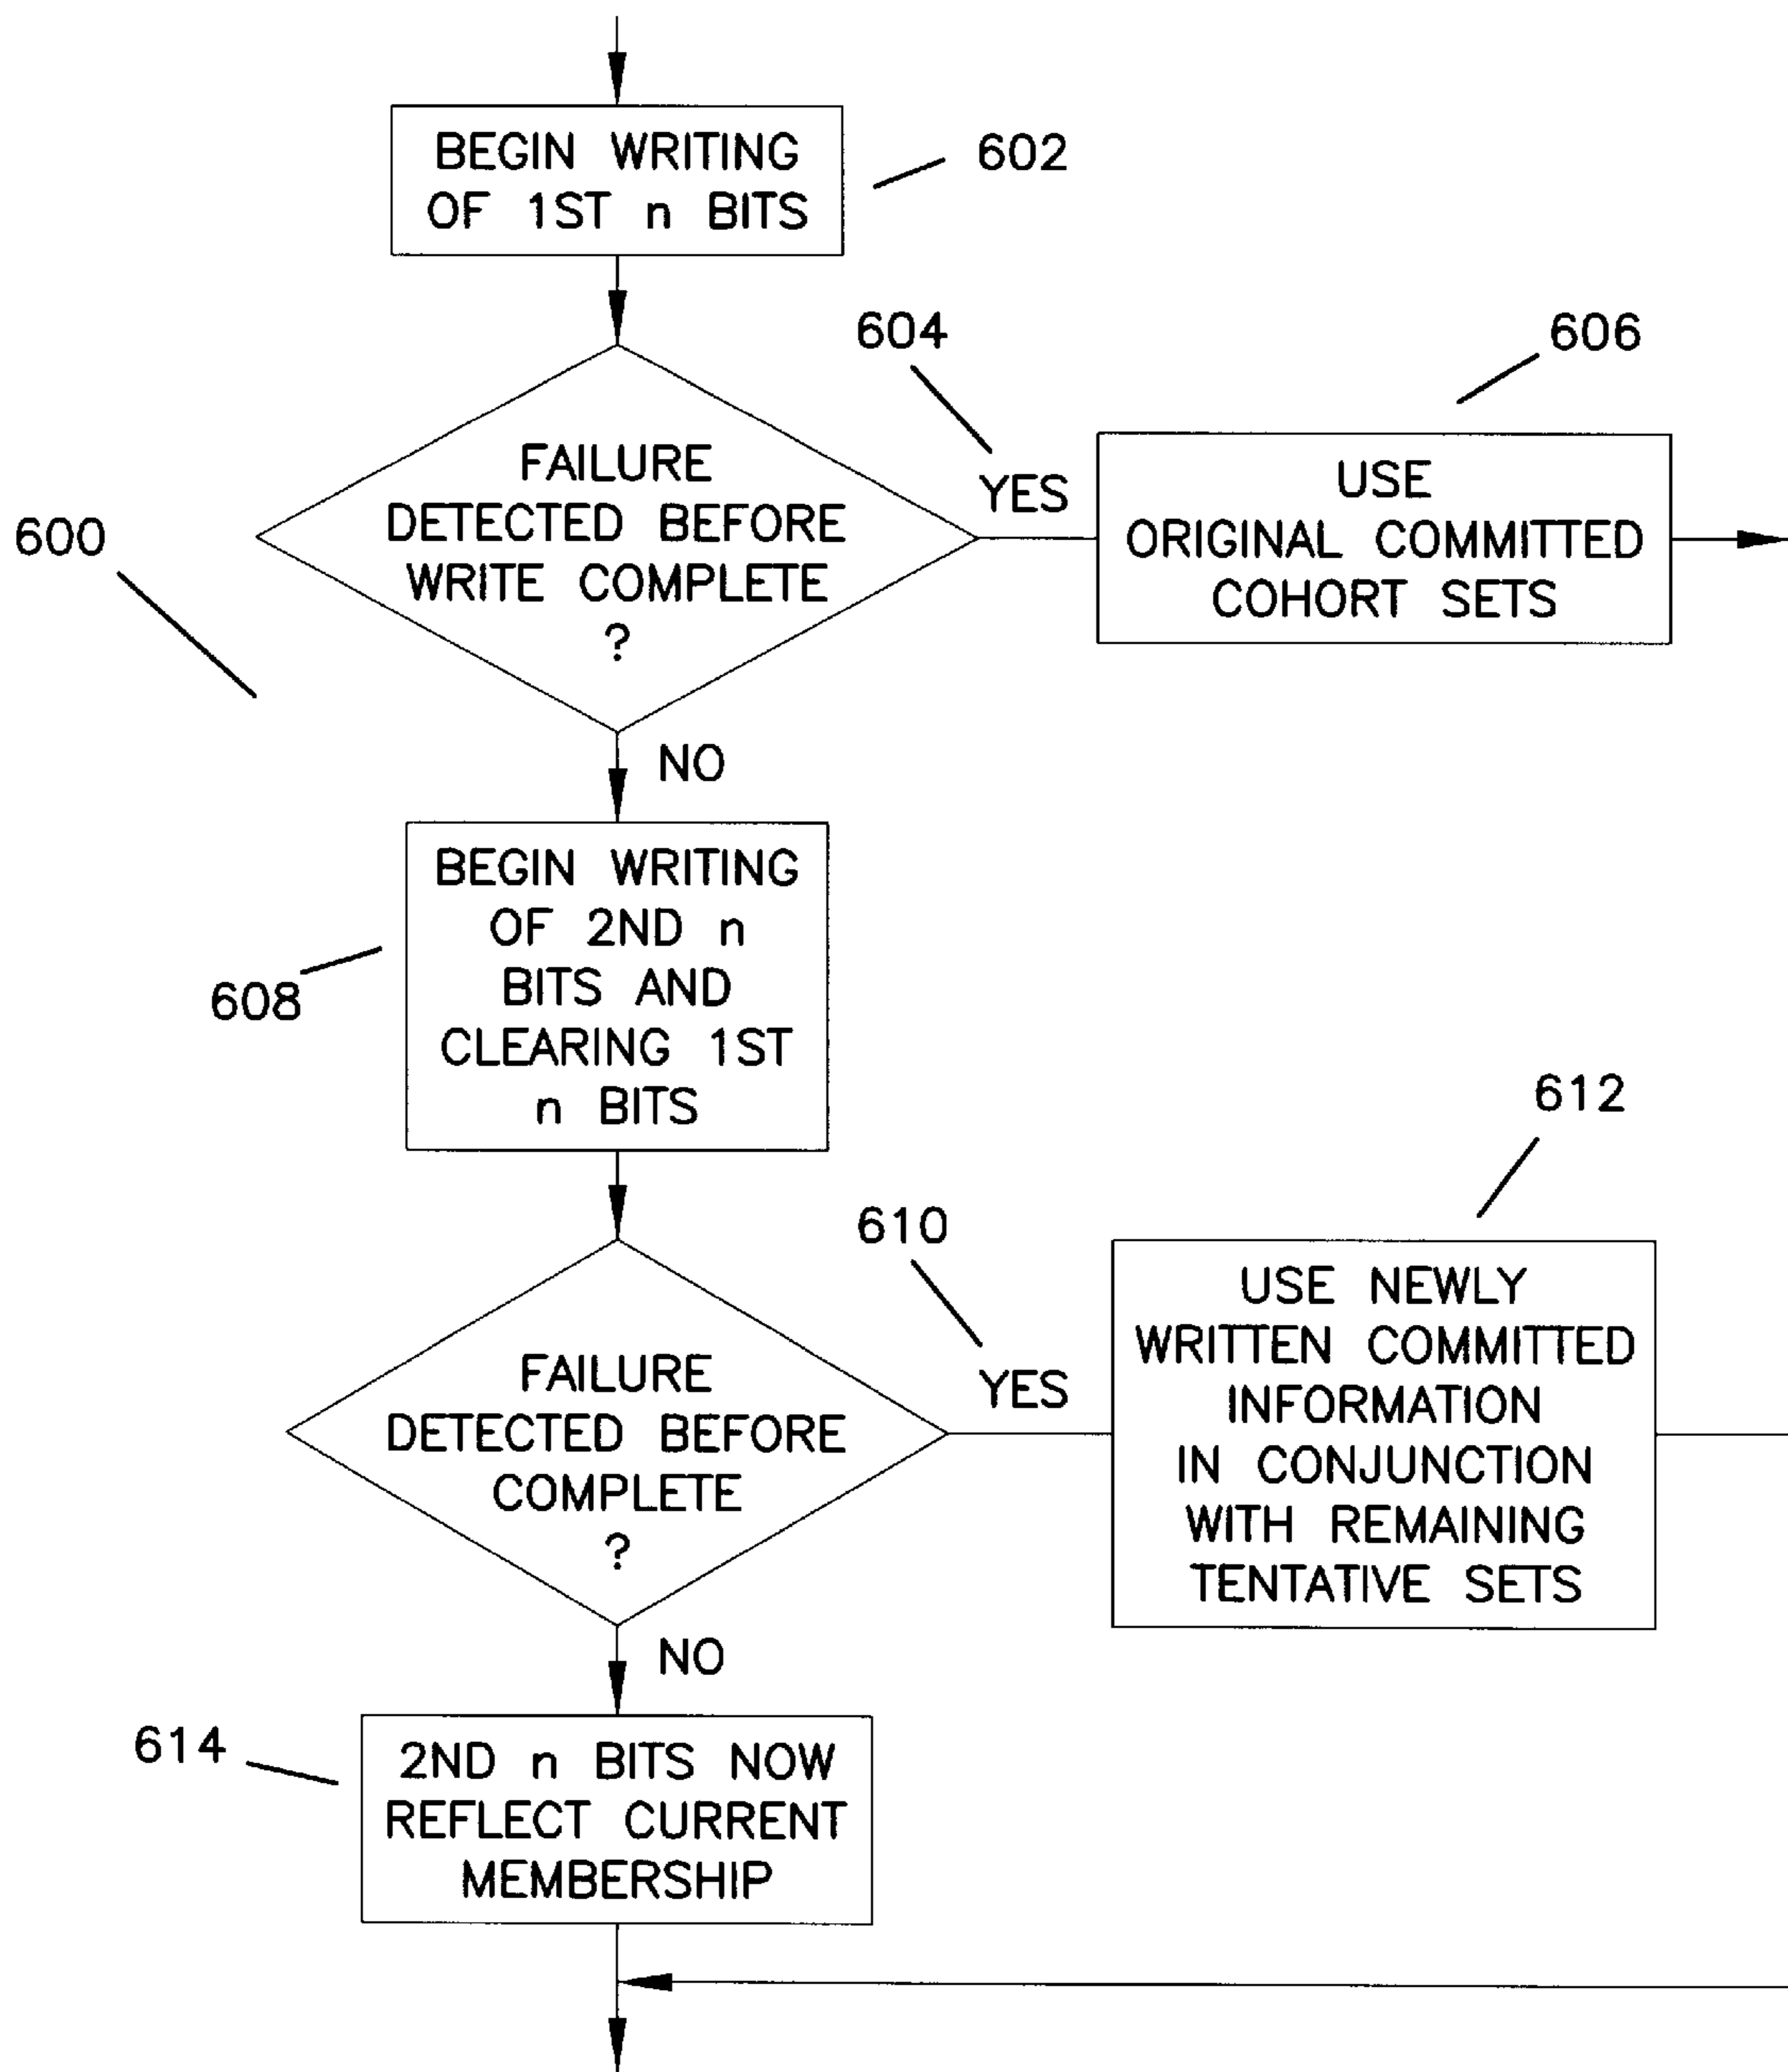 BEGIN WRITING
OF 1ST n BITS
602
604
606
FAILURE
DETECTED BEFORE
WRITE COMPLETE
?
YES
USE
ORIGINAL COMMITTED
COHORT SETS
600
NO
BEGIN WRITING
OF 2ND n
BITS AND
CLEARING 1ST
n BITS
608
610
612
FAILURE
DETECTED BEFORE
COMPLETE
?
YES
USE NEWLY
WRITTEN COMMITTED
INFORMATION
IN CONJUNCTION
WITH REMAINING
TENTATIVE SETS
NO
614
2ND n BITS NOW
REFLECT CURRENT
MEMBERSHIP